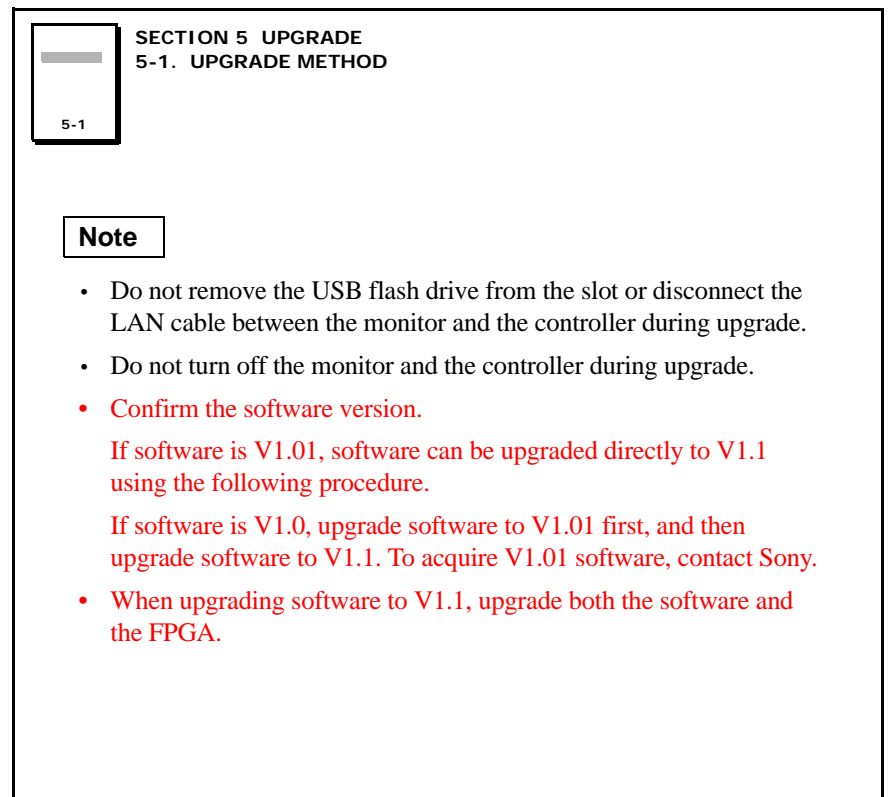 SECTION 5 UPGRADE
5-1. UPGRADE METHOD
5-1
Note
• Do not remove the USB flash drive from the slot or disconnect the
LAN cable between the monitor and the controller during upgrade.
• Do not turn off the monitor and the controller during upgrade.
• Confirm the software version.
If software is V1.01, software can be upgraded directly to V1.1
using the following procedure.
If software is V1.0, upgrade software to V1.01 first, and then
upgrade software to V1.1. To acquire V1.01 software, contact Sony.
• When upgrading software to V1.1, upgrade both the software and
the FPGA.